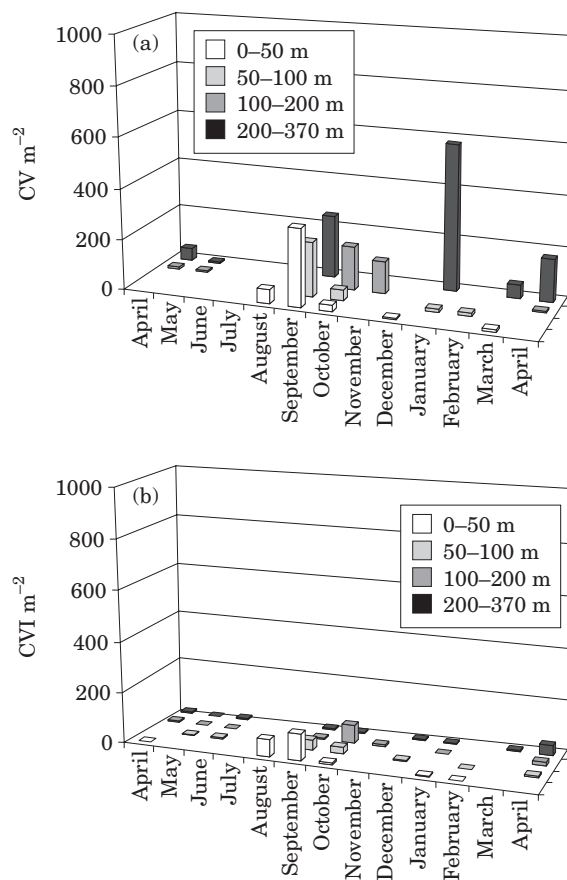 (a)
CV m−2
1000
800
600
400
200
0
0–50 m
50–100 m
100–200 m
200–370 m
April
May
June
July
August
September
October
November
December
January
February
March
April
(b)
CVI m−2
1000
800
600
400
200
0
0–50 m
50–100 m
100–200 m
200–370 m
April
May
June
July
August
September
October
November
December
January
February
March
April